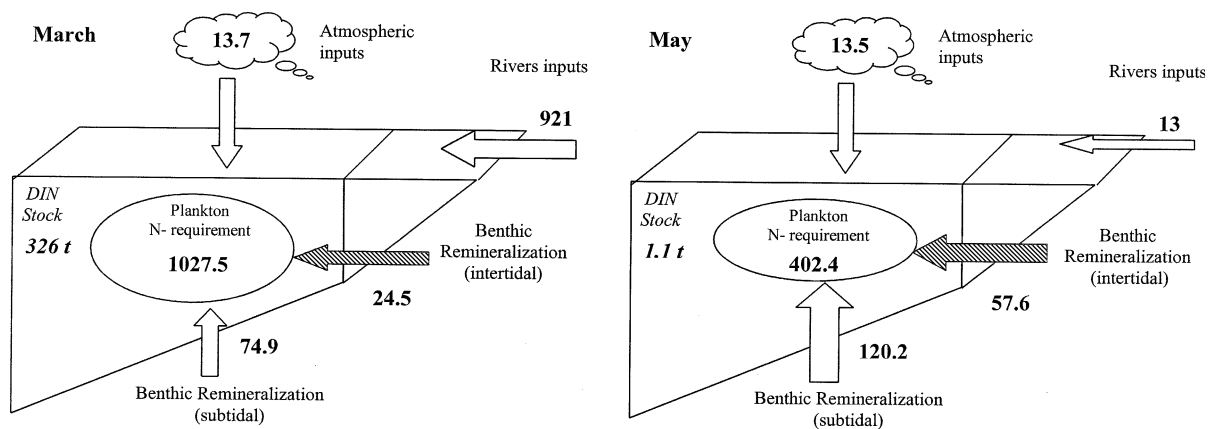 March
13.7
Atmospheric
inputs
Rivers inputs
921
DIN
Stock
326 t
Plankton
N- requirement
1027.5
Benthic
Remineralization
(intertidal)
24.5
74.9
Benthic Remineralization
(subtidal)
May
13.5
Atmospheric
inputs
Rivers inputs
13
DIN
Stock
1.1 t
Plankton
N- requirement
402.4
Benthic
Remineralization
(intertidal)
57.6
120.2
Benthic Remineralization
(subtidal)